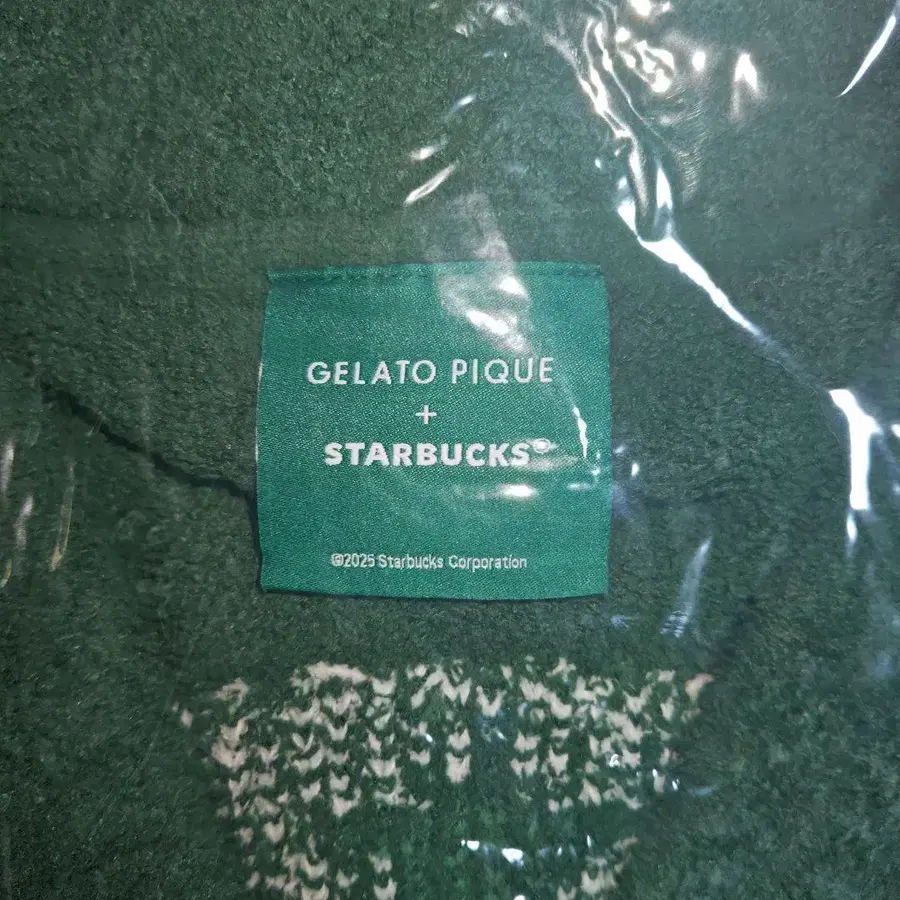 GELATO PIQUE
+
STARBUCKS®
©2025 Starbucks Corporation